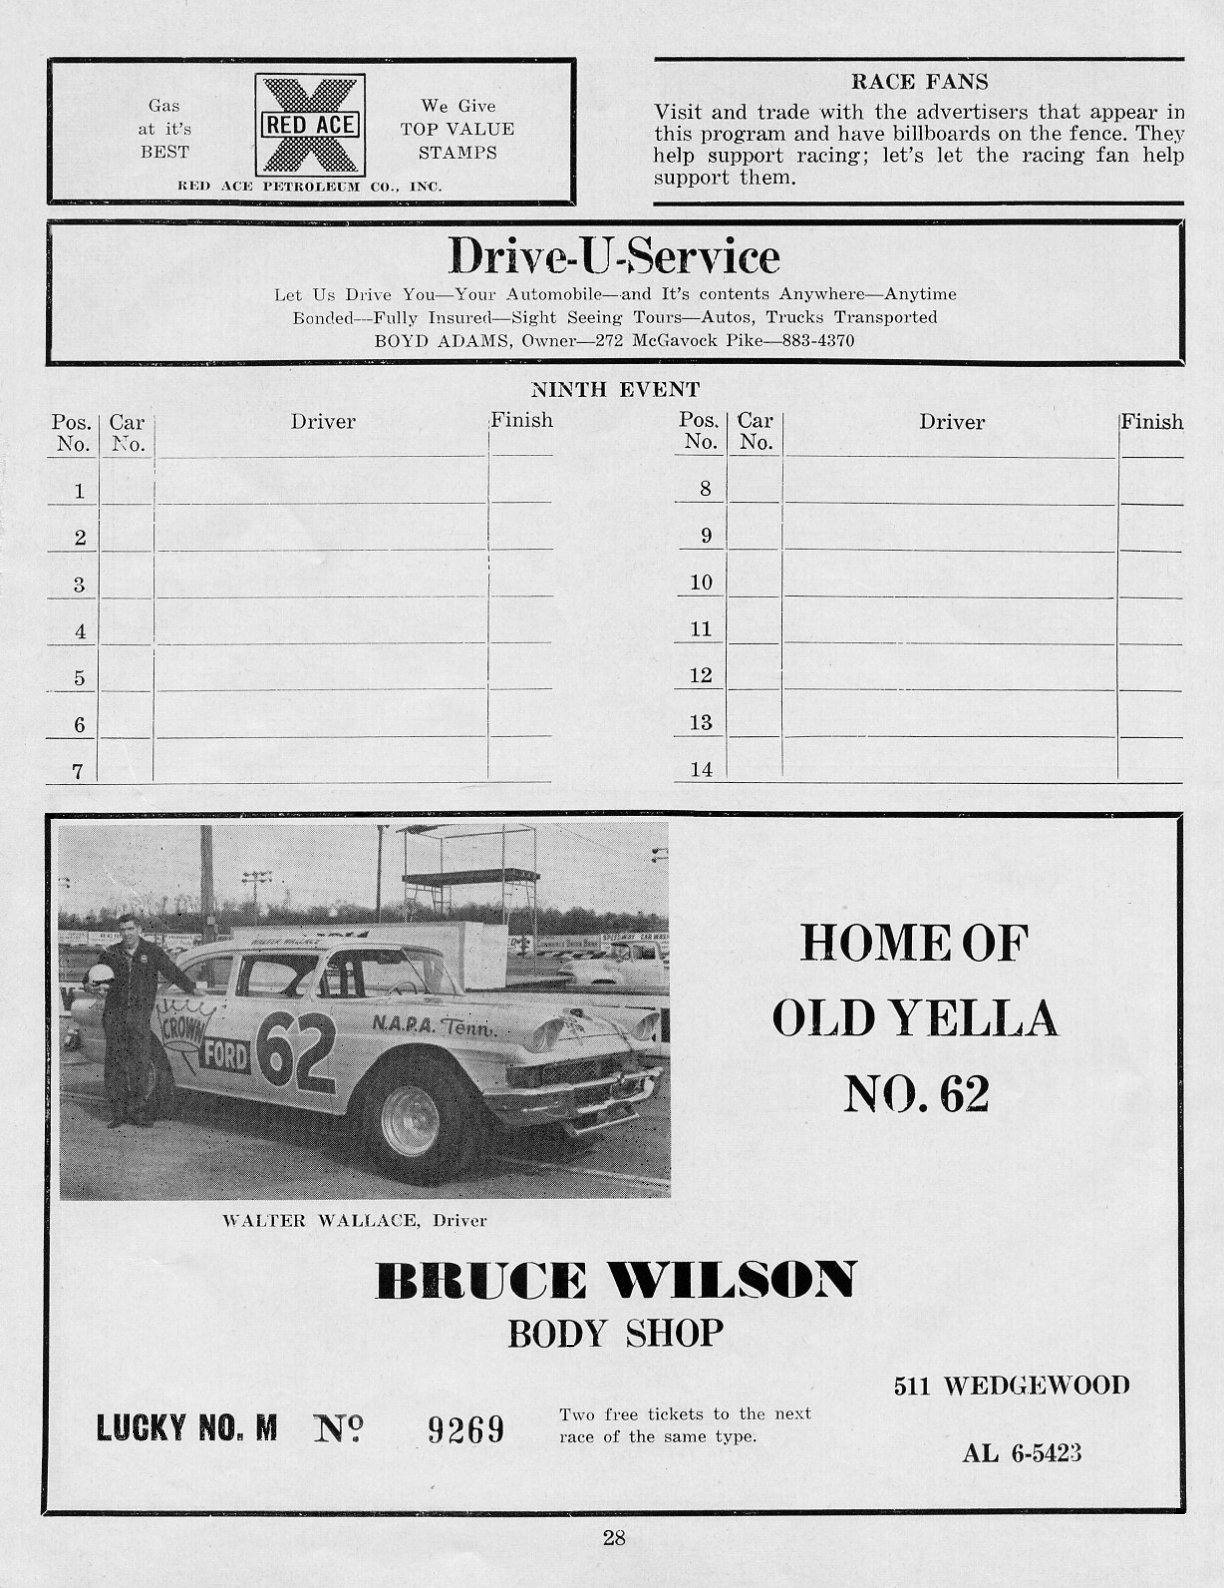 Gas
at it's
BEST
RED ACE
We Give
TOP VALUE
STAMPS
RED ACE PETROLEUM CO., INC.
RACE FANS
Visit and trade with the advertisers that appear in
this program and have billboards on the fence. They
help support racing; let's let the racing fan help
support them.
Drive-U-Service
Let Us Drive You—Your Automobile—and It's contents Anywhere—Anytime
Bonded—Fully Insured—Sight Seeing Tours—Autos, Trucks Transported
BOYD ADAMS, Owner—272 McGavock Pike—883-4370
NINTH EVENT
Pos. No. Car No. Driver Finish
1
2
3
4
5
6
7
Pos. No. Car No. Driver Finish
8
9
10
11
12
13
14
WALTER WALLACE
CROWN
FORD
62
N.A.P.A. Tenn.
SPEEDWAY CAR WASH
HOME OF
OLD YELLA
NO. 62
WALTER WALLACE, Driver
BRUCE WILSON
BODY SHOP
511 WEDGEWOOD
AL 6-5423
LUCKY NO. M Nº 9269
Two free tickets to the next
race of the same type.
28